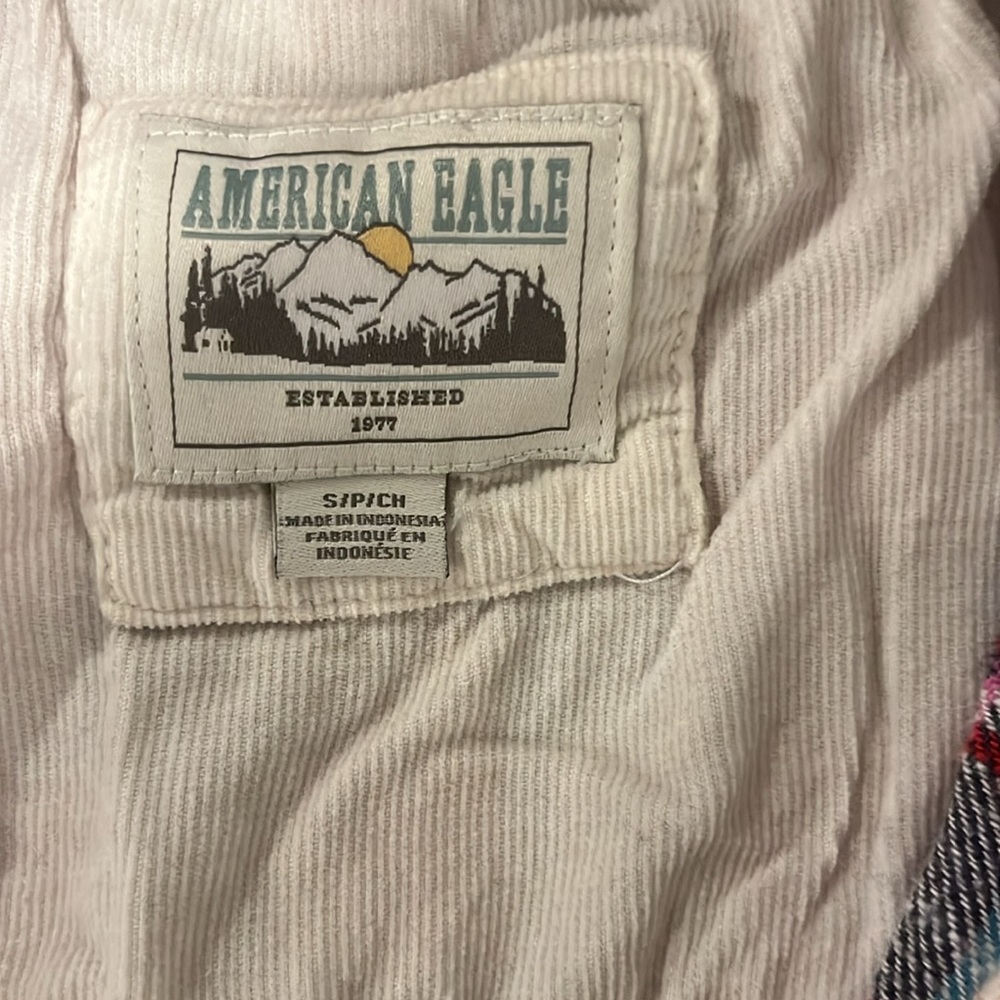 AMERICAN EAGLE
ESTABLISHED
1977
S/P/CH
MADE IN INDONESIA
FABRIQUÉ EN
INDONÉSIE